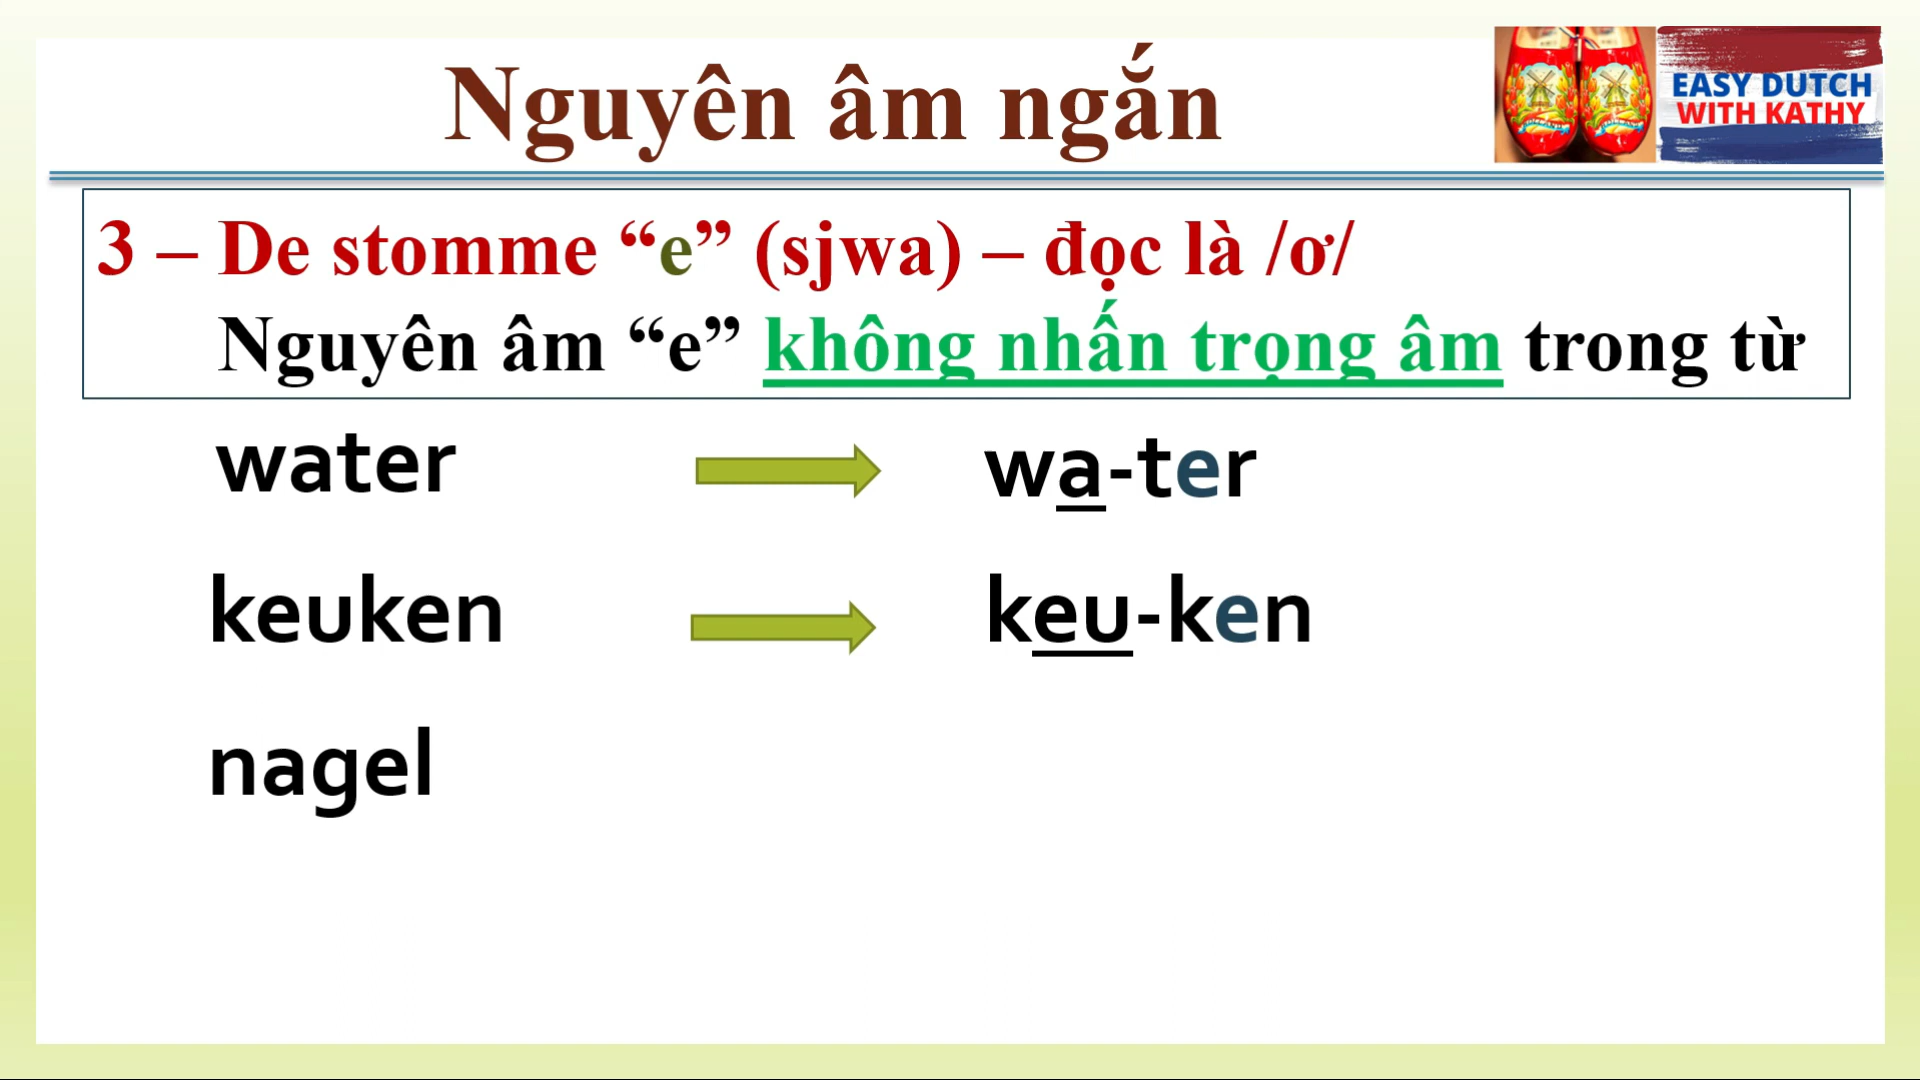 Nguyên âm ngắn
EASY DUTCH
WITH KATHY
3 – De stomme “e” (sjwa) – đọc là /ơ/
Nguyên âm “e” không nhấn trọng âm trong từ
water
wa-ter
keuken
keu-ken
nagel